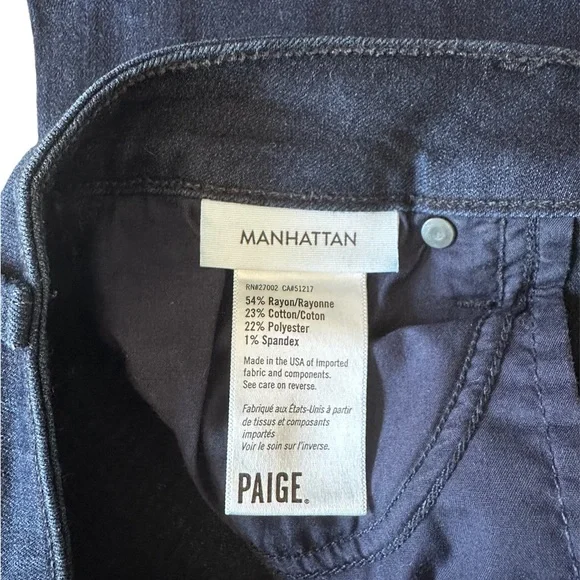 MANHATTAN
RN#27002 CA#51217
54% Rayon/Rayonne
23% Cotton/Coton
22% Polyester
1% Spandex
Made in the USA of Imported
fabric and components.
See care on reverse.
Fabriqué aux États-Unis à partir
de tissus et composants
importés
Voir le soin sur l'inverse.
PAIGE®